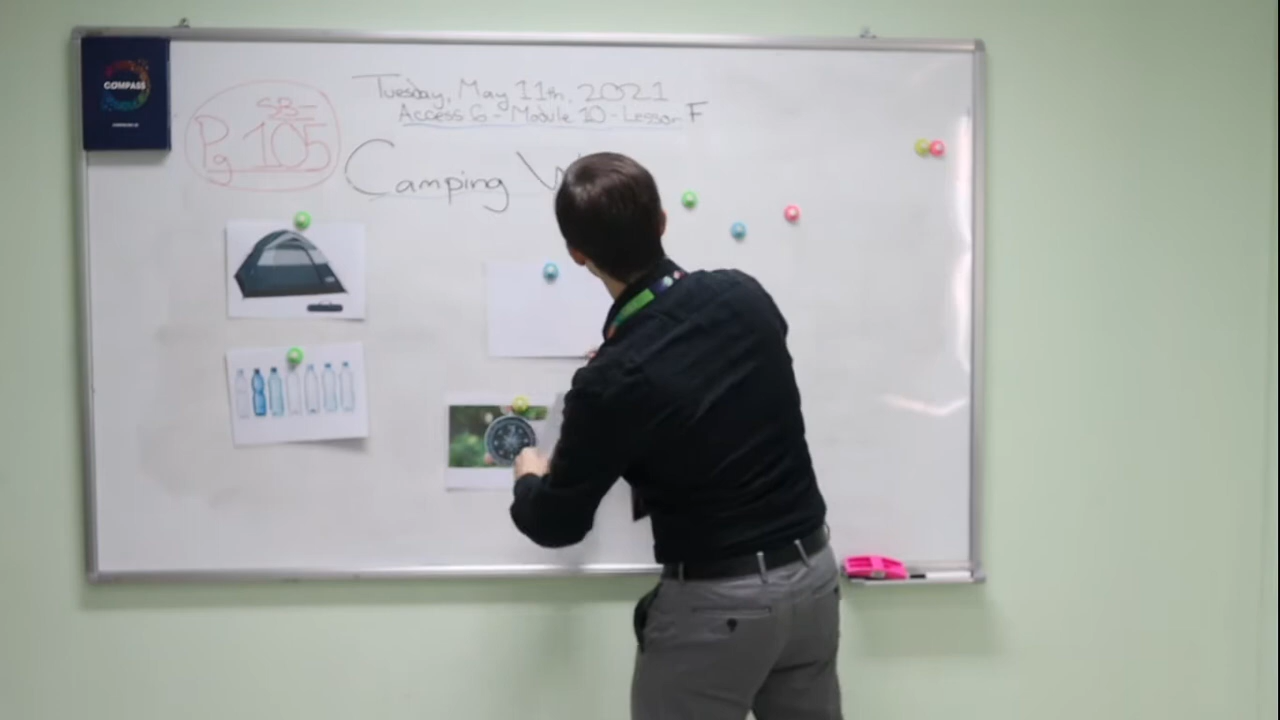 COMPASS
SB-
Pg 105
Tuesday, May 11th, 2021
Access 6 - Module 10 - Lesson F
Camping W